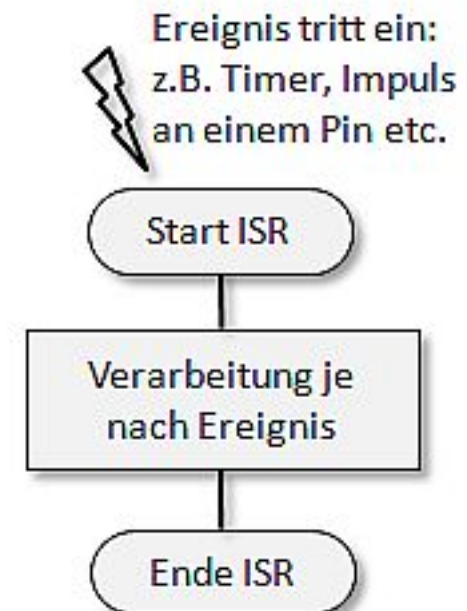 Ereignis tritt ein:
z.B. Timer, Impuls
an einem Pin etc.
Start ISR
Verarbeitung je
nach Ereignis
Ende ISR